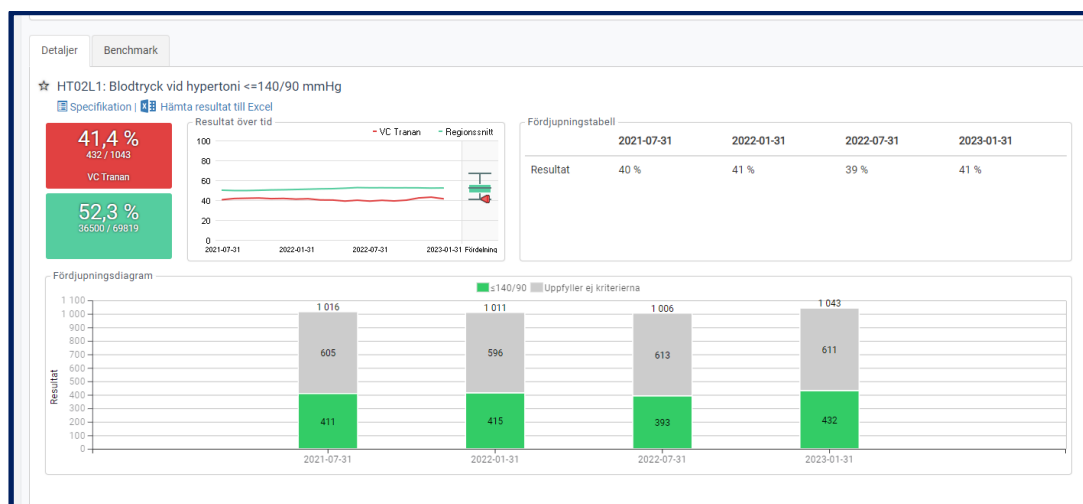 Detaljer Benchmark
HT02L1: Blodtryck vid hypertoni <=140/90 mmHg
Specifikation | Hämta resultat till Excel
41,4 %
432 / 1043
VC Tranan
52,3 %
36500 / 69819
Resultat över tid
VC Tranan Regionssnitt
100
80
60
40
20
0
2021-07-31 2022-01-31 2022-07-31 2023-01-31 Fördelning
Fördjupningstabell
2021-07-31 2022-01-31 2022-07-31 2023-01-31
Resultat 40 % 41 % 39 % 41 %
Fördjupningsdiagram
≤140/90 Uppfyller ej kriterierna
Resultat
1 100
1 000
900
800
700
600
500
400
300
200
100
0
1 016 1 011 1 006 1 043
605 596 613 611
411 415 393 432
2021-07-31 2022-01-31 2022-07-31 2023-01-31